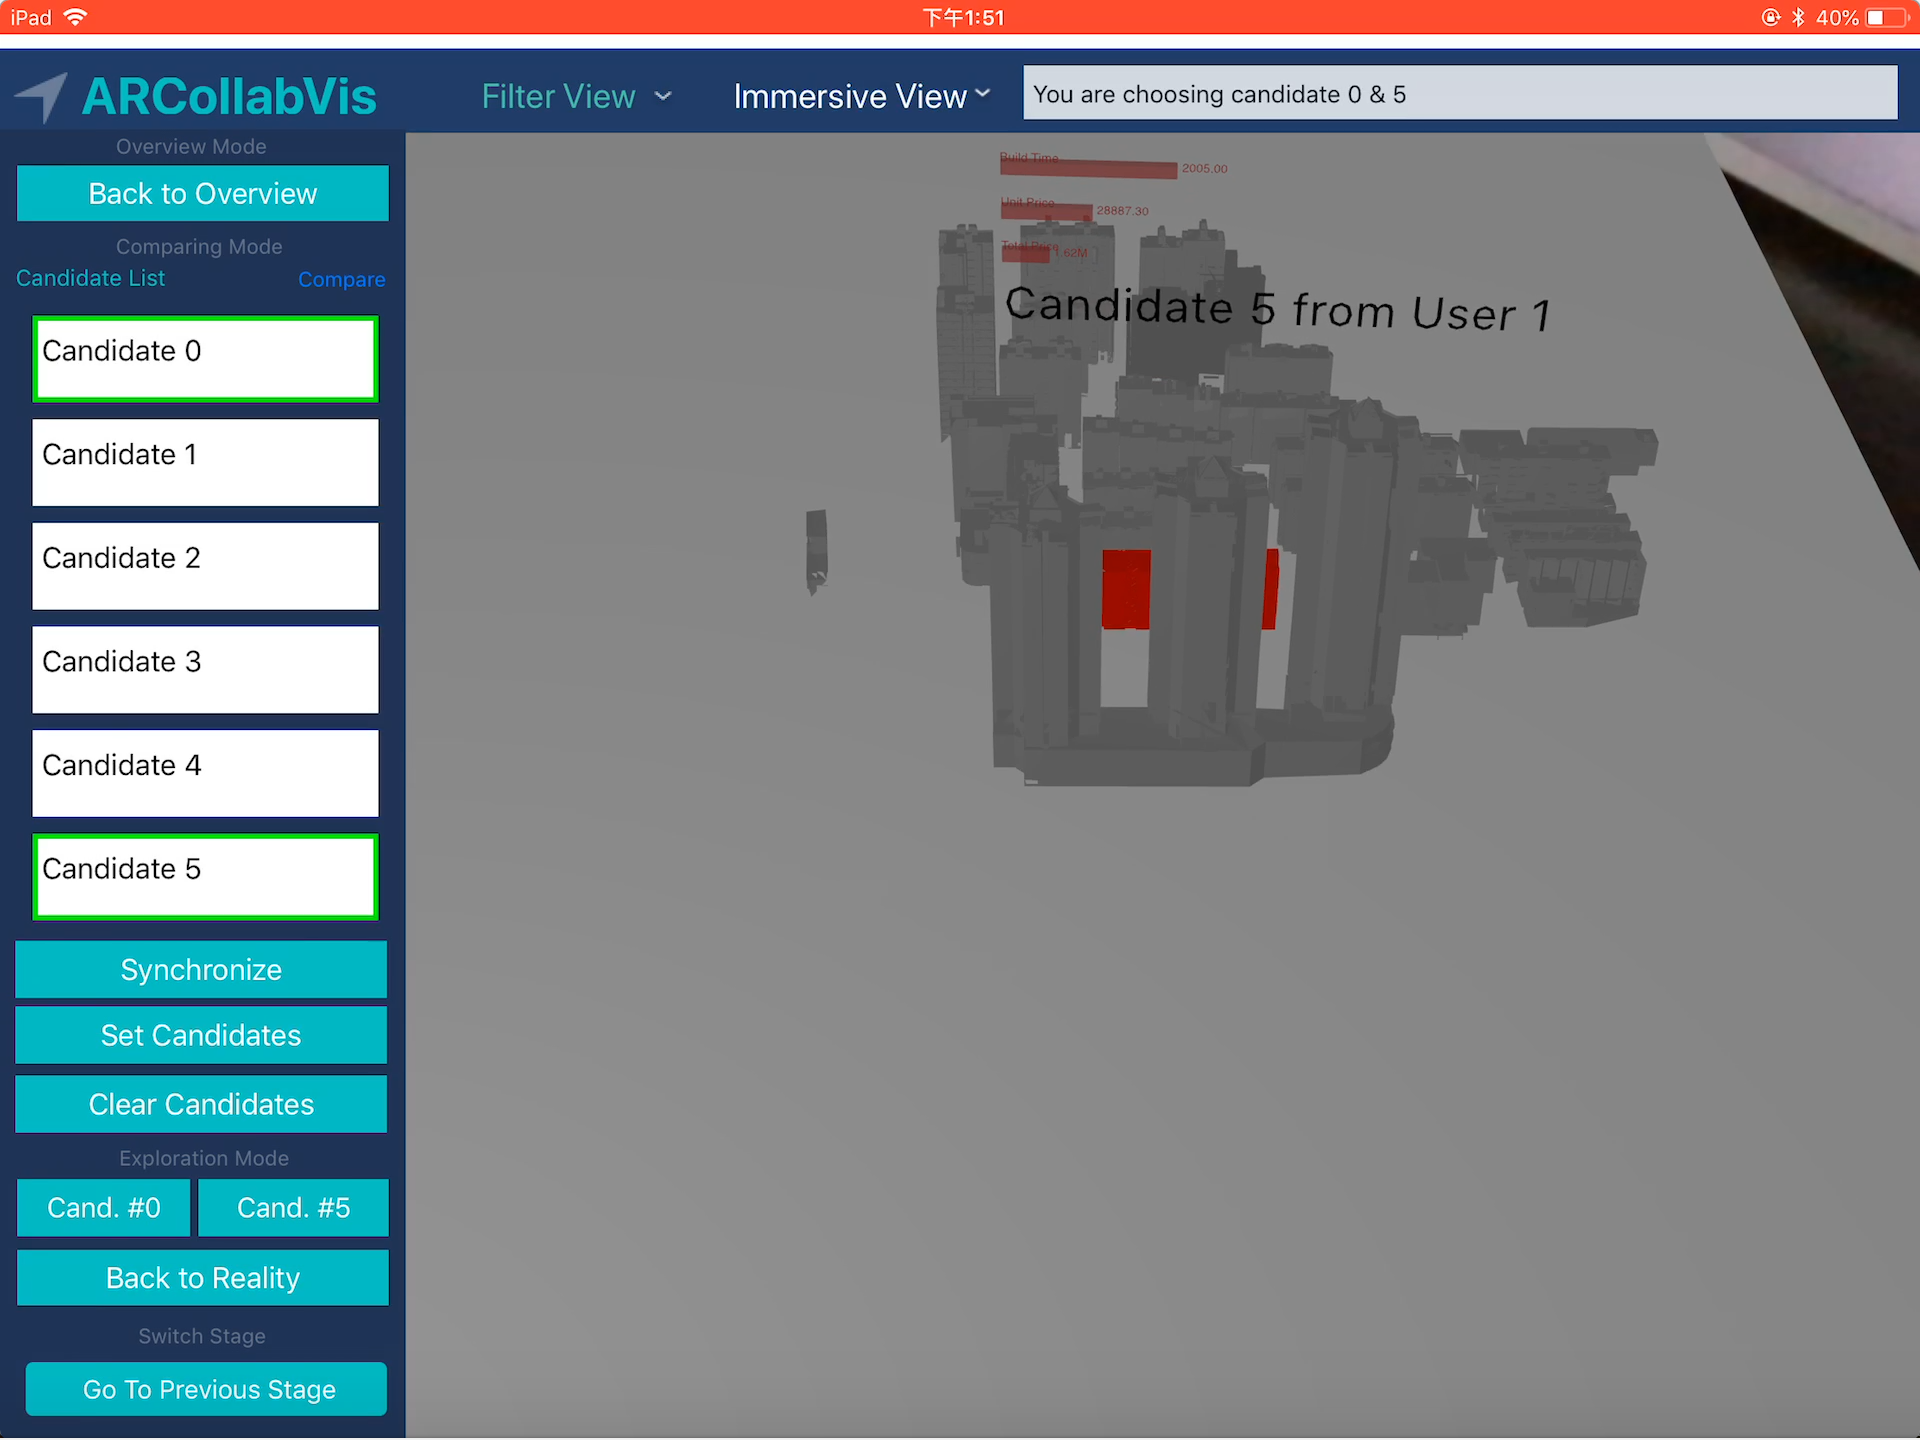 iPad
下午1:51
40%
ARCollabVis
Filter View
Immersive View
You are choosing candidate 0 & 5
Overview Mode
Back to Overview
Comparing Mode
Candidate List
Compare
Candidate 0
Candidate 1
Candidate 2
Candidate 3
Candidate 4
Candidate 5
Synchronize
Set Candidates
Clear Candidates
Exploration Mode
Cand. #0
Cand. #5
Back to Reality
Switch Stage
Go To Previous Stage
Build Time
2005.00
Unit Price
28887.30
Total Price
1.62M
Candidate 5 from User 1